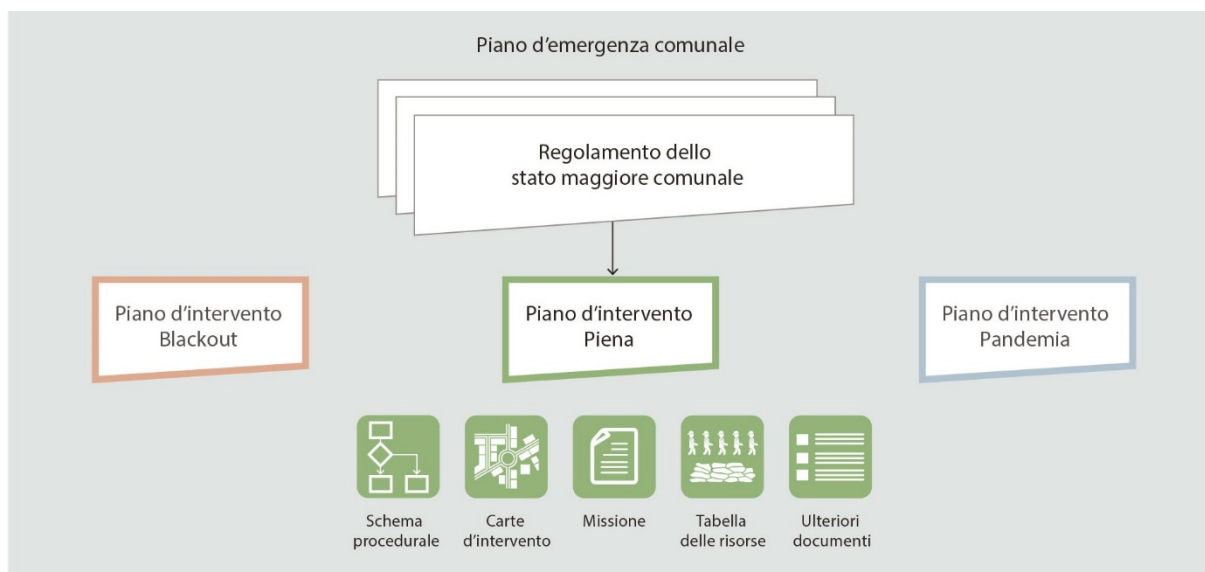 Piano d’emergenza comunale
Regolamento dello
stato maggiore comunale
Piano d’intervento
Blackout
Piano d’intervento
Piena
Piano d’intervento
Pandemia
Schema
procedurale
Carte
d’intervento
Missione
Tabella
delle risorse
Ulteriori
documenti